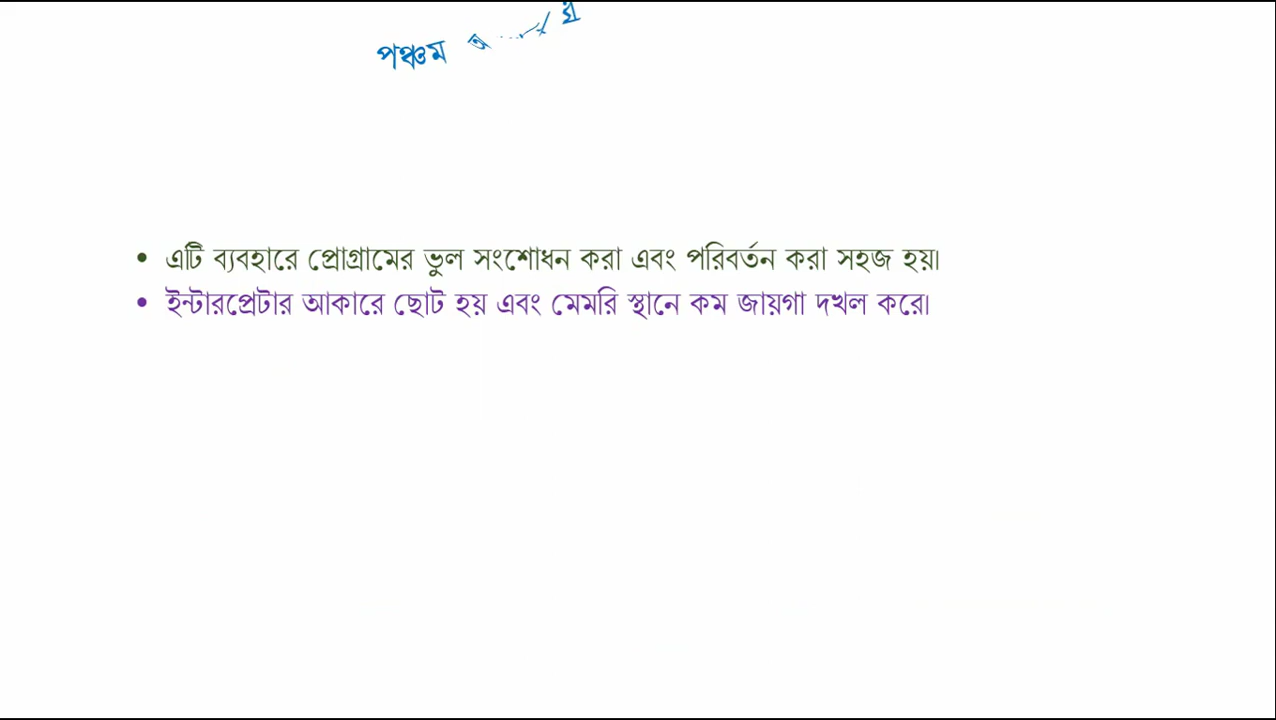 পঞ্চম
• এটি ব্যবহারে প্রোগ্রামের ভুল সংশোধন করা এবং পরিবর্তন করা সহজ হয়।
• ইন্টারপ্রেটার আকারে ছোট হয় এবং মেমরি স্থানে কম জায়গা দখল করে।